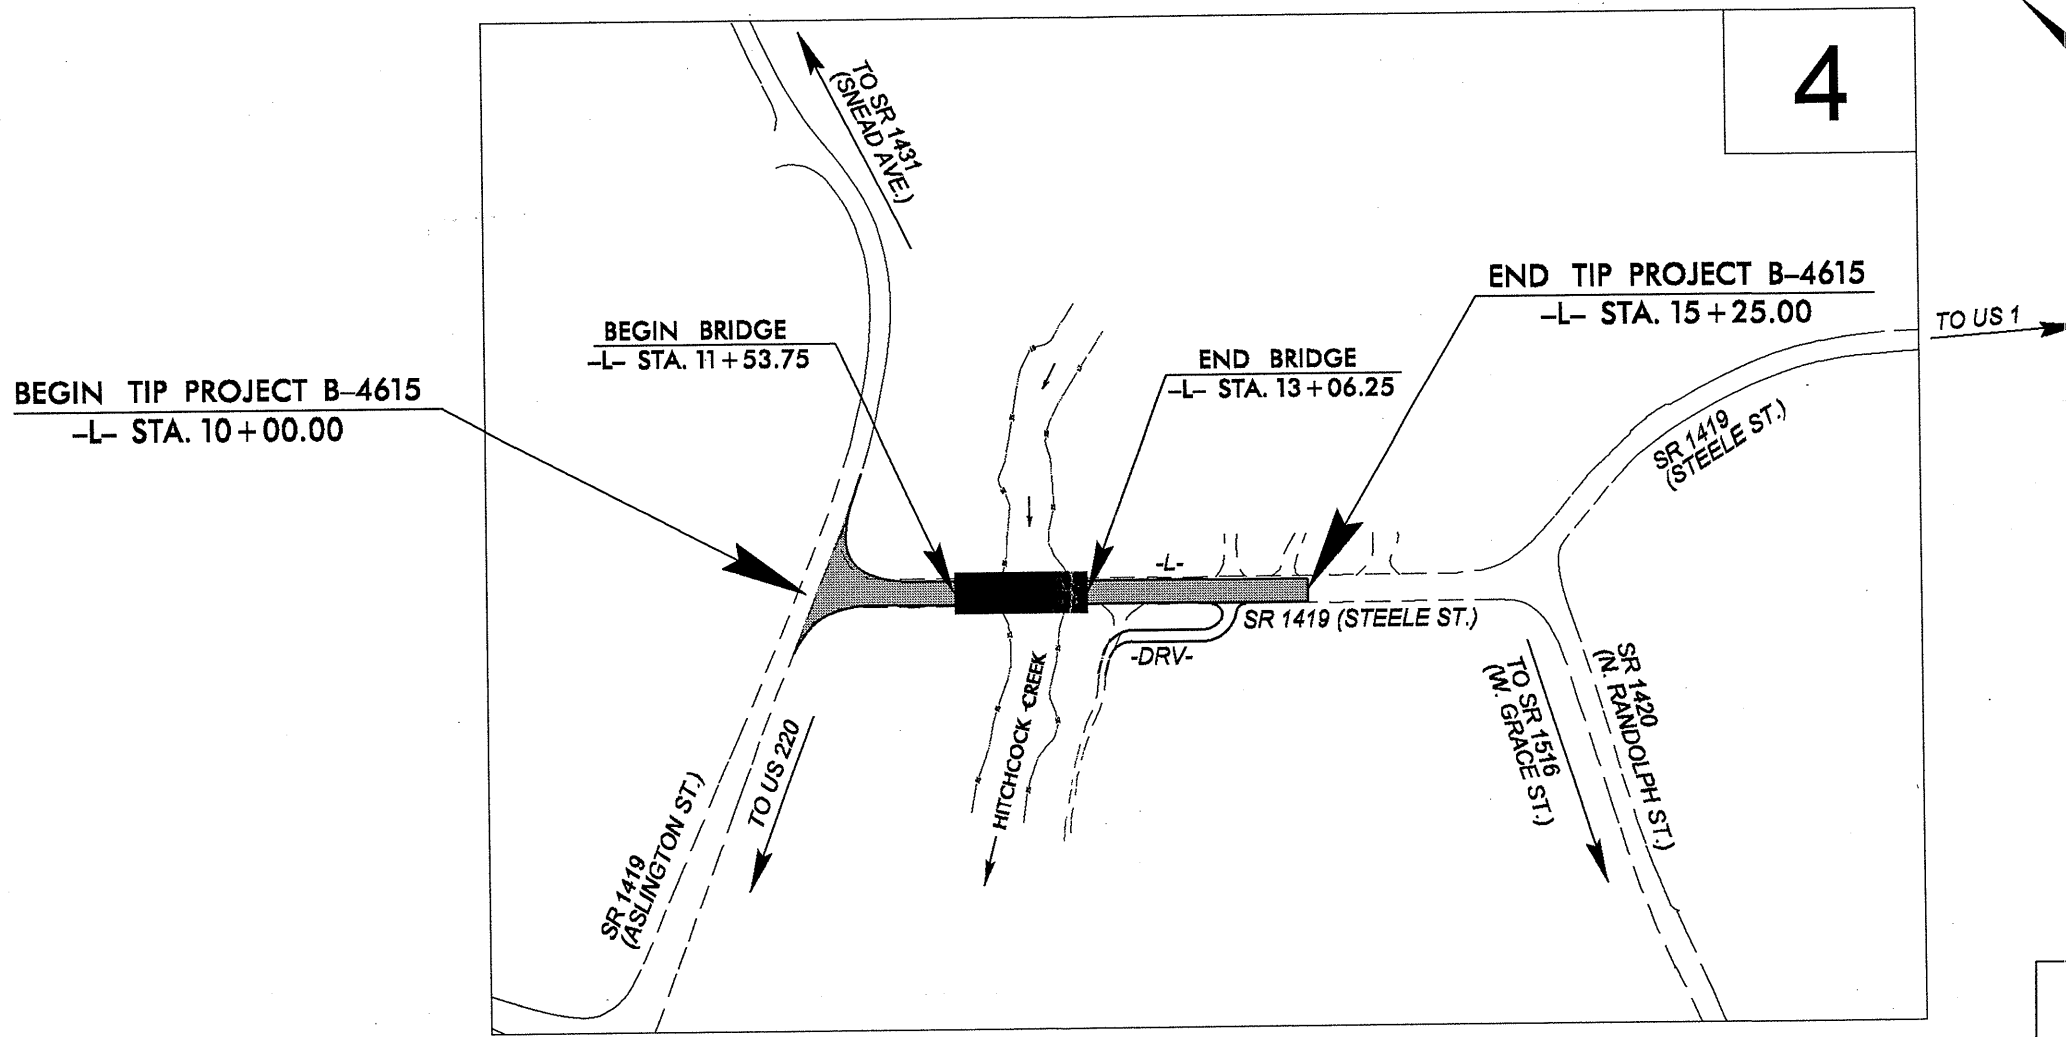 4
TO SR 1431
(SNEAD AVE.)
END TIP PROJECT B–4615
–L– STA. 15+25.00
TO US 1
BEGIN BRIDGE
–L– STA. 11+53.75
END BRIDGE
–L– STA. 13+06.25
BEGIN TIP PROJECT B–4615
–L– STA. 10+00.00
SR 1419
(STEELE ST.)
-L-
SR 1419 (STEELE ST.)
-DRV-
HITCHCOCK CREEK
TO US 220
SR 1419
(ASLINGTON ST.)
TO SR 1516
(W. GRACE ST.)
SR 1420
(N. RANDOLPH ST.)